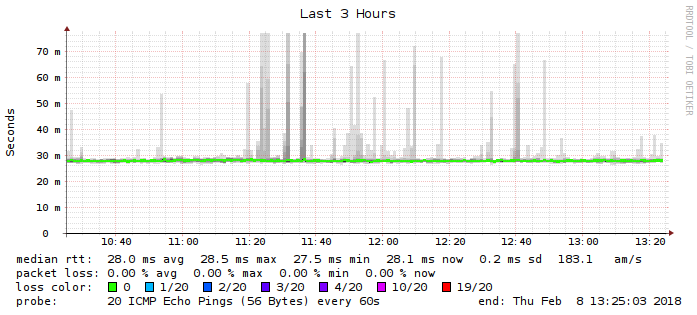 Last 3 Hours
RRDTOOL / TOBI OETIKER
Seconds
70 m
60 m
50 m
40 m
30 m
20 m
10 m
0
10:40 11:00 11:20 11:40 12:00 12:20 12:40 13:00 13:20
median rtt: 28.0 ms avg 28.5 ms max 27.5 ms min 28.1 ms now 0.2 ms sd 183.1 am/s
packet loss: 0.00 % avg 0.00 % max 0.00 % min 0.00 % now
loss color: 0 1/20 2/20 3/20 4/20 10/20 19/20
probe: 20 ICMP Echo Pings (56 Bytes) every 60s end: Thu Feb 8 13:25:03 2018